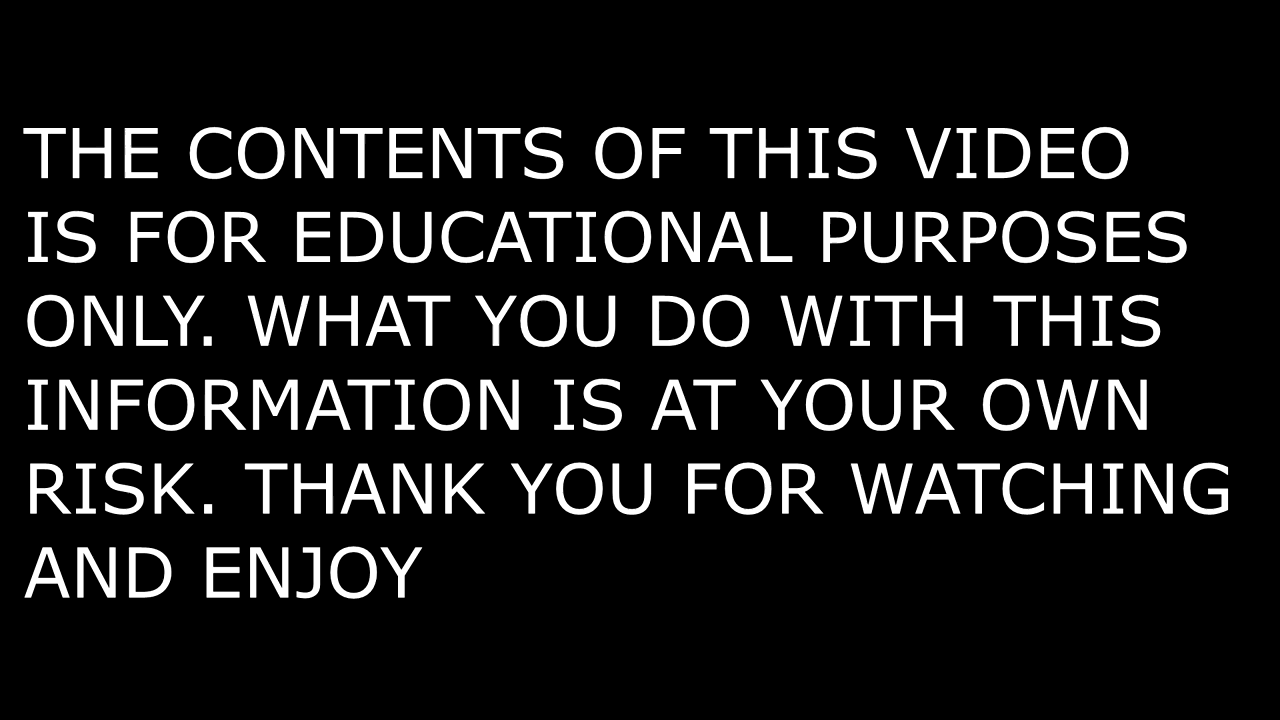 THE CONTENTS OF THIS VIDEO
IS FOR EDUCATIONAL PURPOSES
ONLY. WHAT YOU DO WITH THIS
INFORMATION IS AT YOUR OWN
RISK. THANK YOU FOR WATCHING
AND ENJOY